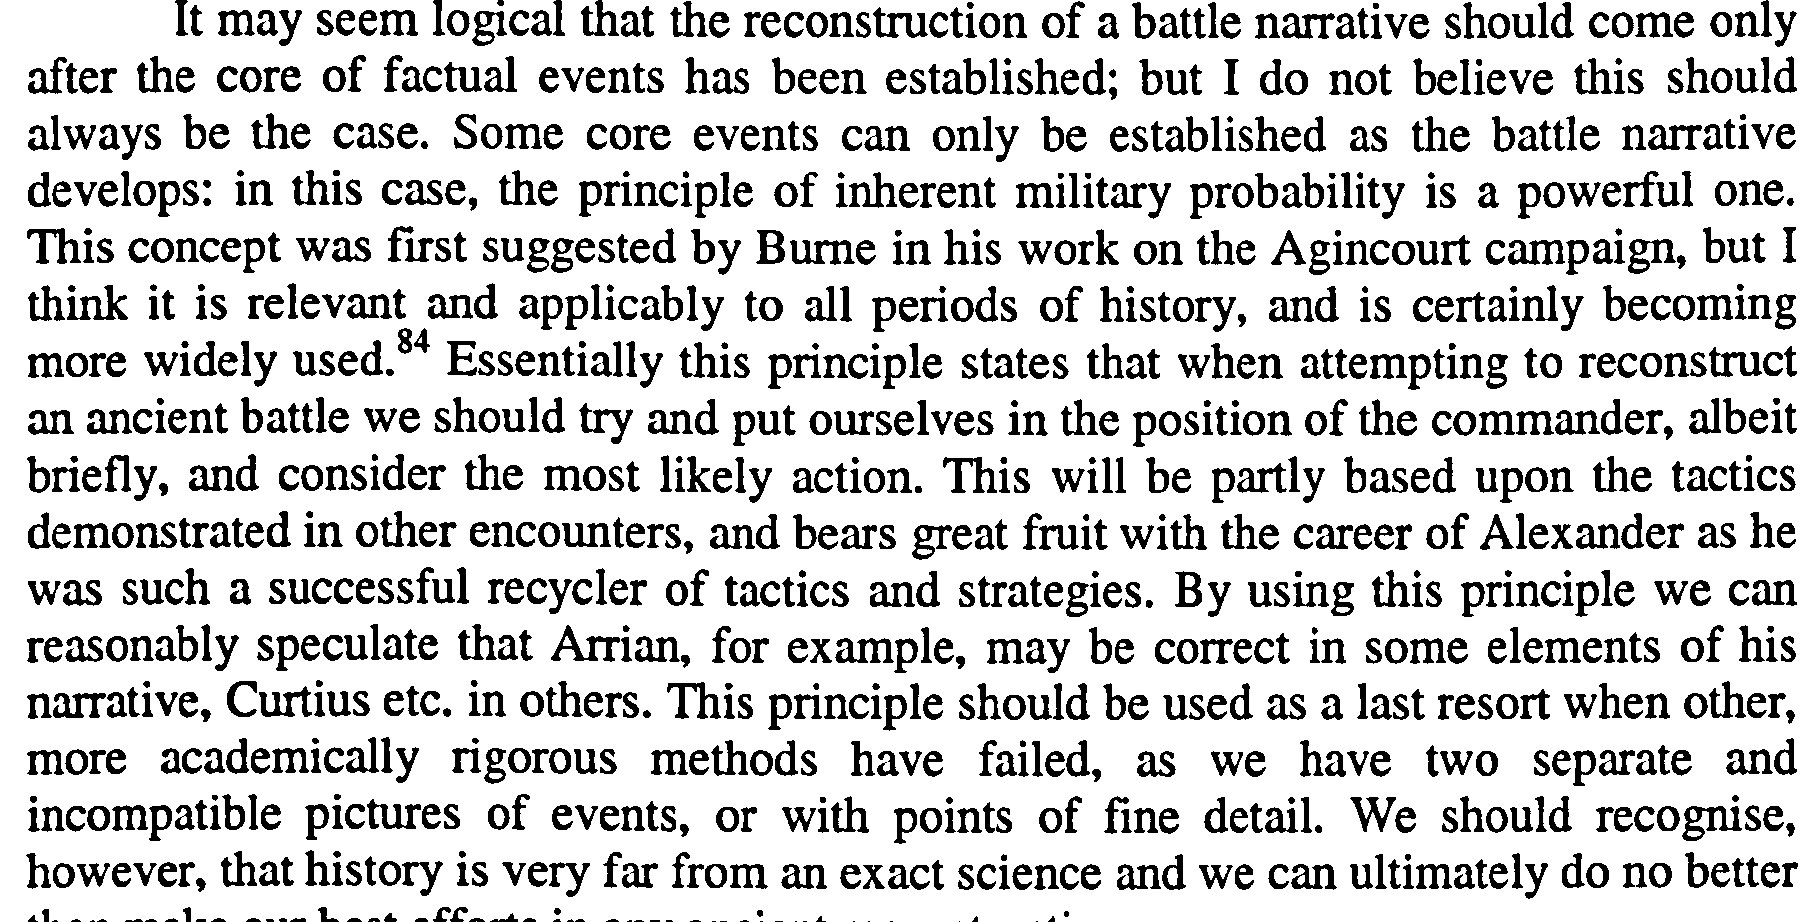 It may seem logical that the reconstruction of a battle narrative should come only
after the core of factual events has been established; but I do not believe this should
always be the case. Some core events can only be established as the battle narrative
develops: in this case, the principle of inherent military probability is a powerful one.
This concept was first suggested by Burne in his work on the Agincourt campaign, but I
think it is relevant and applicably to all periods of history, and is certainly becoming
more widely used.84 Essentially this principle states that when attempting to reconstruct
an ancient battle we should try and put ourselves in the position of the commander, albeit
briefly, and consider the most likely action. This will be partly based upon the tactics
demonstrated in other encounters, and bears great fruit with the career of Alexander as he
was such a successful recycler of tactics and strategies. By using this principle we can
reasonably speculate that Arrian, for example, may be correct in some elements of his
narrative, Curtius etc. in others. This principle should be used as a last resort when other,
more academically rigorous methods have failed, as we have two separate and
incompatible pictures of events, or with points of fine detail. We should recognise,
however, that history is very far from an exact science and we can ultimately do no better
than make our best efforts in any ancient